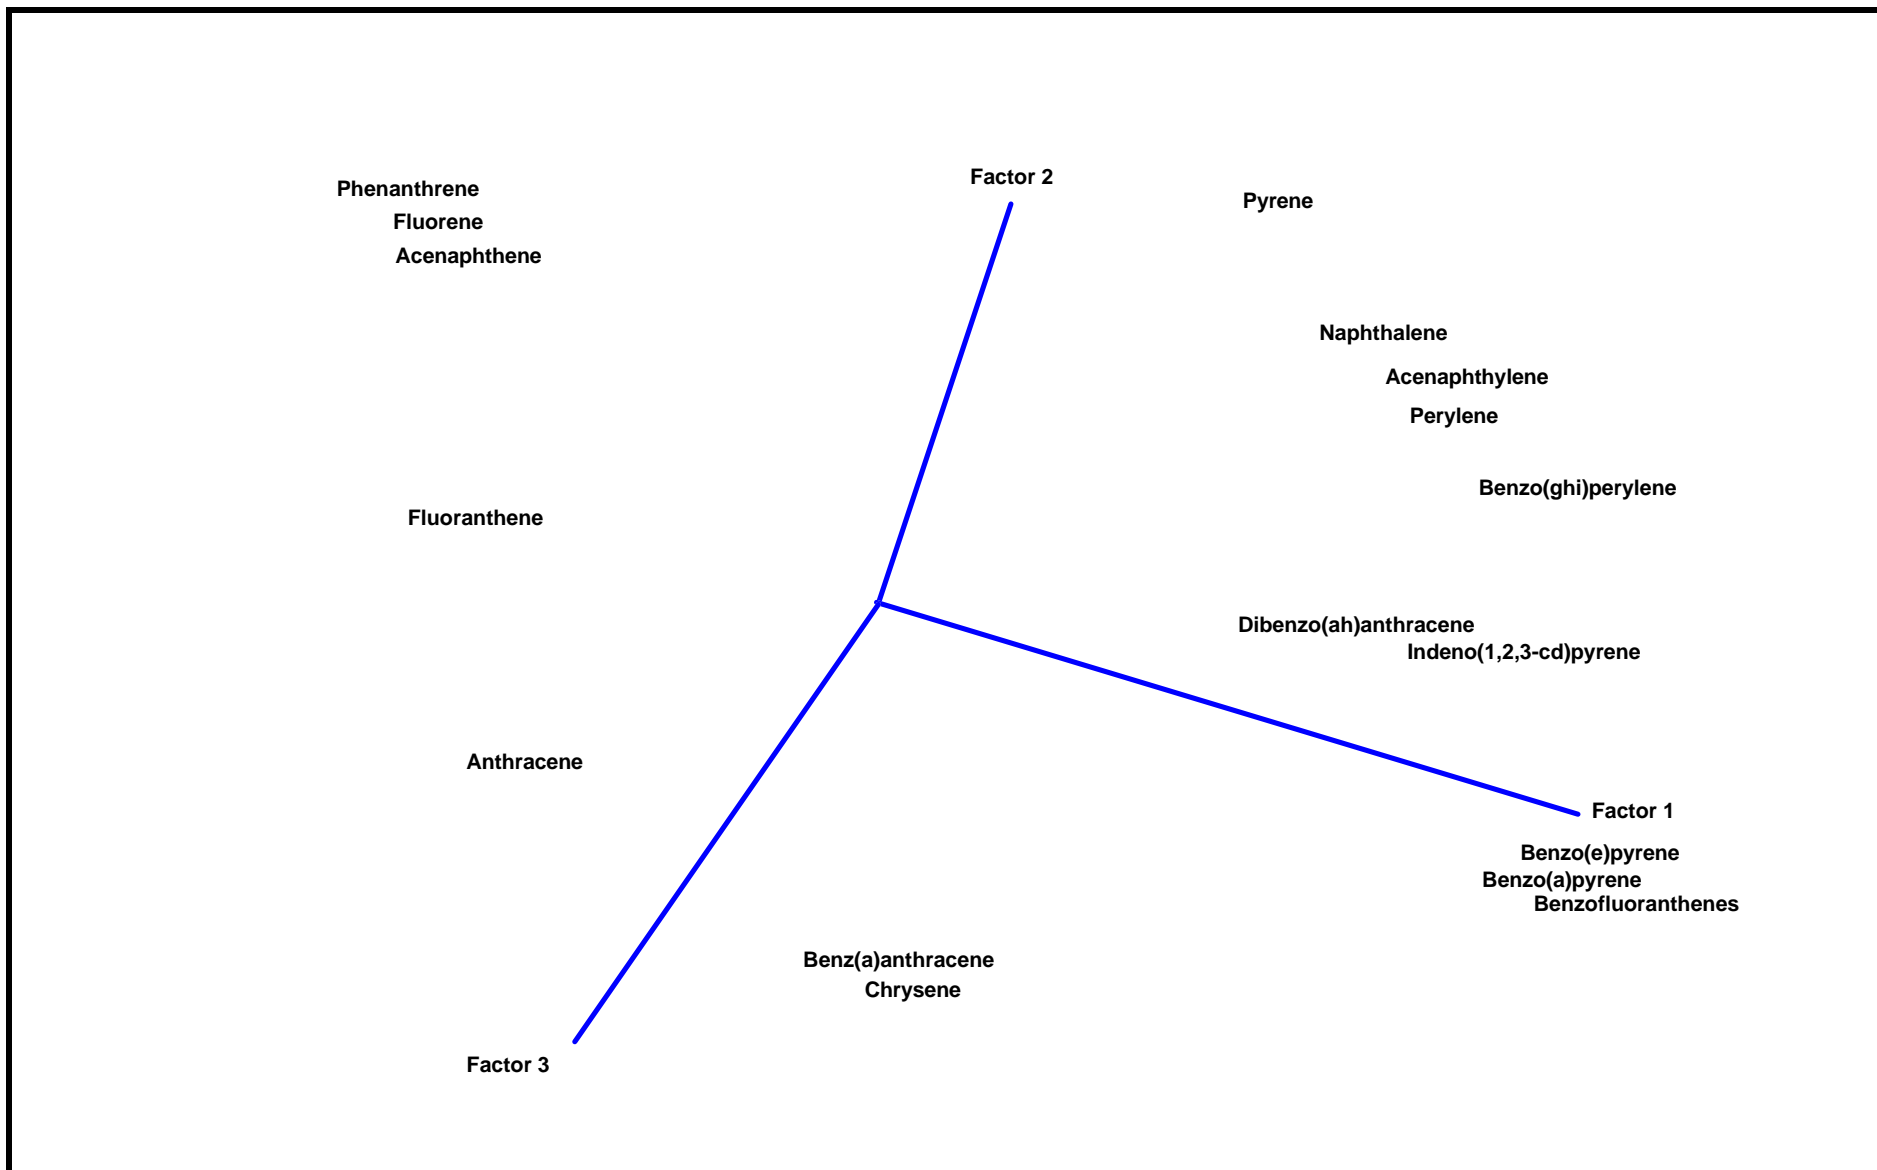 Factor 2
Phenanthrene
Pyrene
Fluorene
Acenaphthene
Naphthalene
Acenaphthylene
Perylene
Benzo(ghi)perylene
Fluoranthene
Dibenzo(ah)anthracene
Indeno(1,2,3-cd)pyrene
Anthracene
Factor 1
Benzo(e)pyrene
Benzo(a)pyrene
Benzofluoranthenes
Benz(a)anthracene
Chrysene
Factor 3